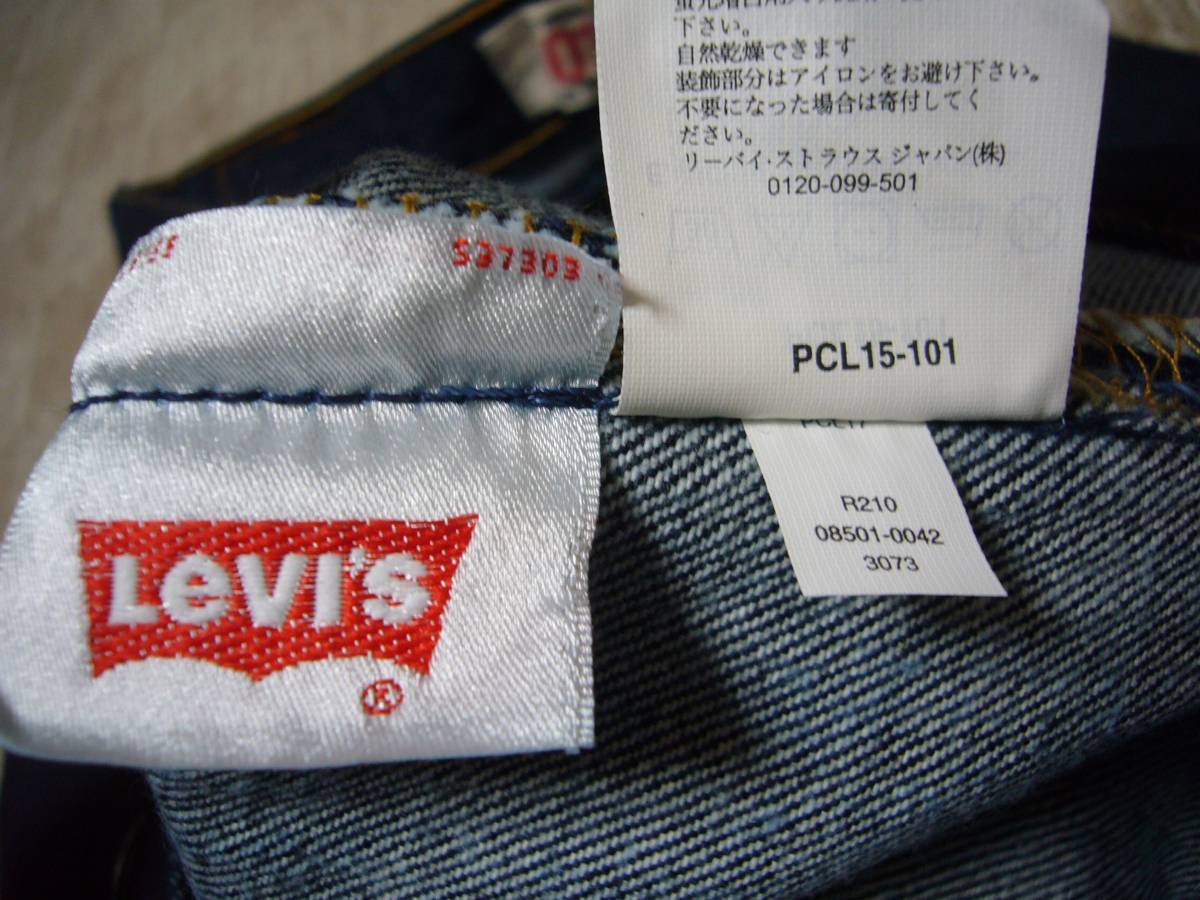 下さい。
自然乾燥できます
装飾部分はアイロンをお避け下さい。
不要になった場合は寄付してく
ださい。
リーバイ・ストラウス ジャパン(株)
0120-099-501
PCL15-101
S37303
LeVI'S
®
PCL17
R210
08501-0042
3073